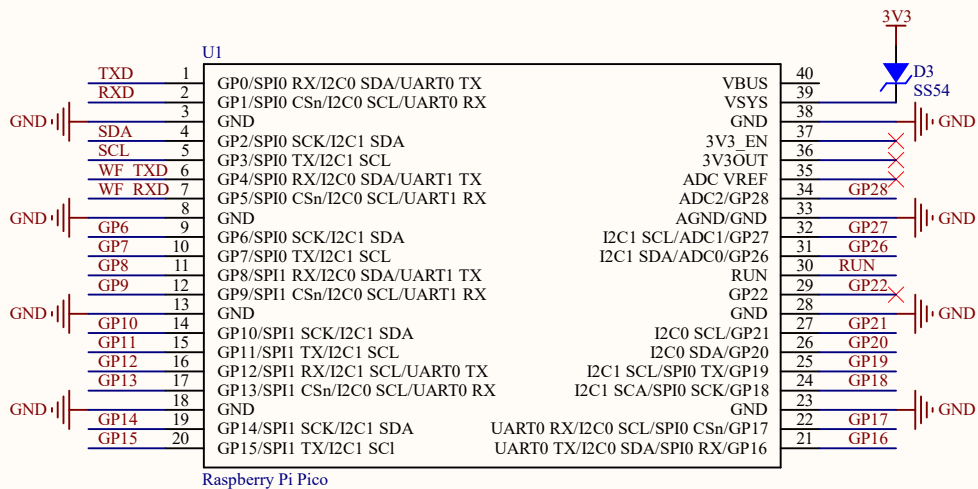 3V3
U1
D3
SS54
TXD 1 GP0/SPI0 RX/I2C0 SDA/UART0 TX VBUS 40
RXD 2 GP1/SPI0 CSn/I2C0 SCL/UART0 RX VSYS 39
GND 3 GND GND 38 GND
SDA 4 GP2/SPI0 SCK/I2C1 SDA 3V3_EN 37
SCL 5 GP3/SPI0 TX/I2C1 SCL 3V3OUT 36
WF_TXD 6 GP4/SPI0 RX/I2C0 SDA/UART1 TX ADC VREF 35
WF_RXD 7 GP5/SPI0 CSn/I2C0 SCL/UART1 RX ADC2/GP28 34 GP28
GND 8 GND AGND/GND 33 GND
GP6 9 GP6/SPI0 SCK/I2C1 SDA I2C1 SCL/ADC1/GP27 32 GP27
GP7 10 GP7/SPI0 TX/I2C1 SCL I2C1 SDA/ADC0/GP26 31 GP26
GP8 11 GP8/SPI1 RX/I2C0 SDA/UART1 TX RUN 30 RUN
GP9 12 GP9/SPI1 CSn/I2C0 SCL/UART1 RX GP22 29 GP22
GND 13 GND GND 28 GND
GP10 14 GP10/SPI1 SCK/I2C1 SDA I2C0 SCL/GP21 27 GP21
GP11 15 GP11/SPI1 TX/I2C1 SCL I2C0 SDA/GP20 26 GP20
GP12 16 GP12/SPI1 RX/I2C1 SCL/UART0 TX I2C1 SCL/SPI0 TX/GP19 25 GP19
GP13 17 GP13/SPI1 CSn/I2C0 SCL/UART0 RX I2C1 SCA/SPI0 SCK/GP18 24 GP18
GND 18 GND GND 23 GND
GP14 19 GP14/SPI1 SCK/I2C1 SDA UART0 RX/I2C0 SCL/SPI0 CSn/GP17 22 GP17
GP15 20 GP15/SPI1 TX/I2C1 SCl UART0 TX/I2C0 SDA/SPI0 RX/GP16 21 GP16
Raspberry Pi Pico